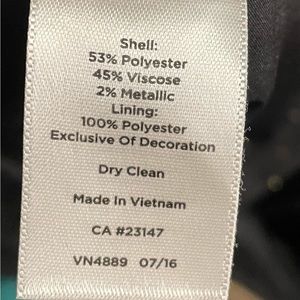 Shell:
53% Polyester
45% Viscose
2% Metallic
Lining:
100% Polyester
Exclusive Of Decoration
Dry Clean
Made In Vietnam
CA #23147
VN4889 07/16